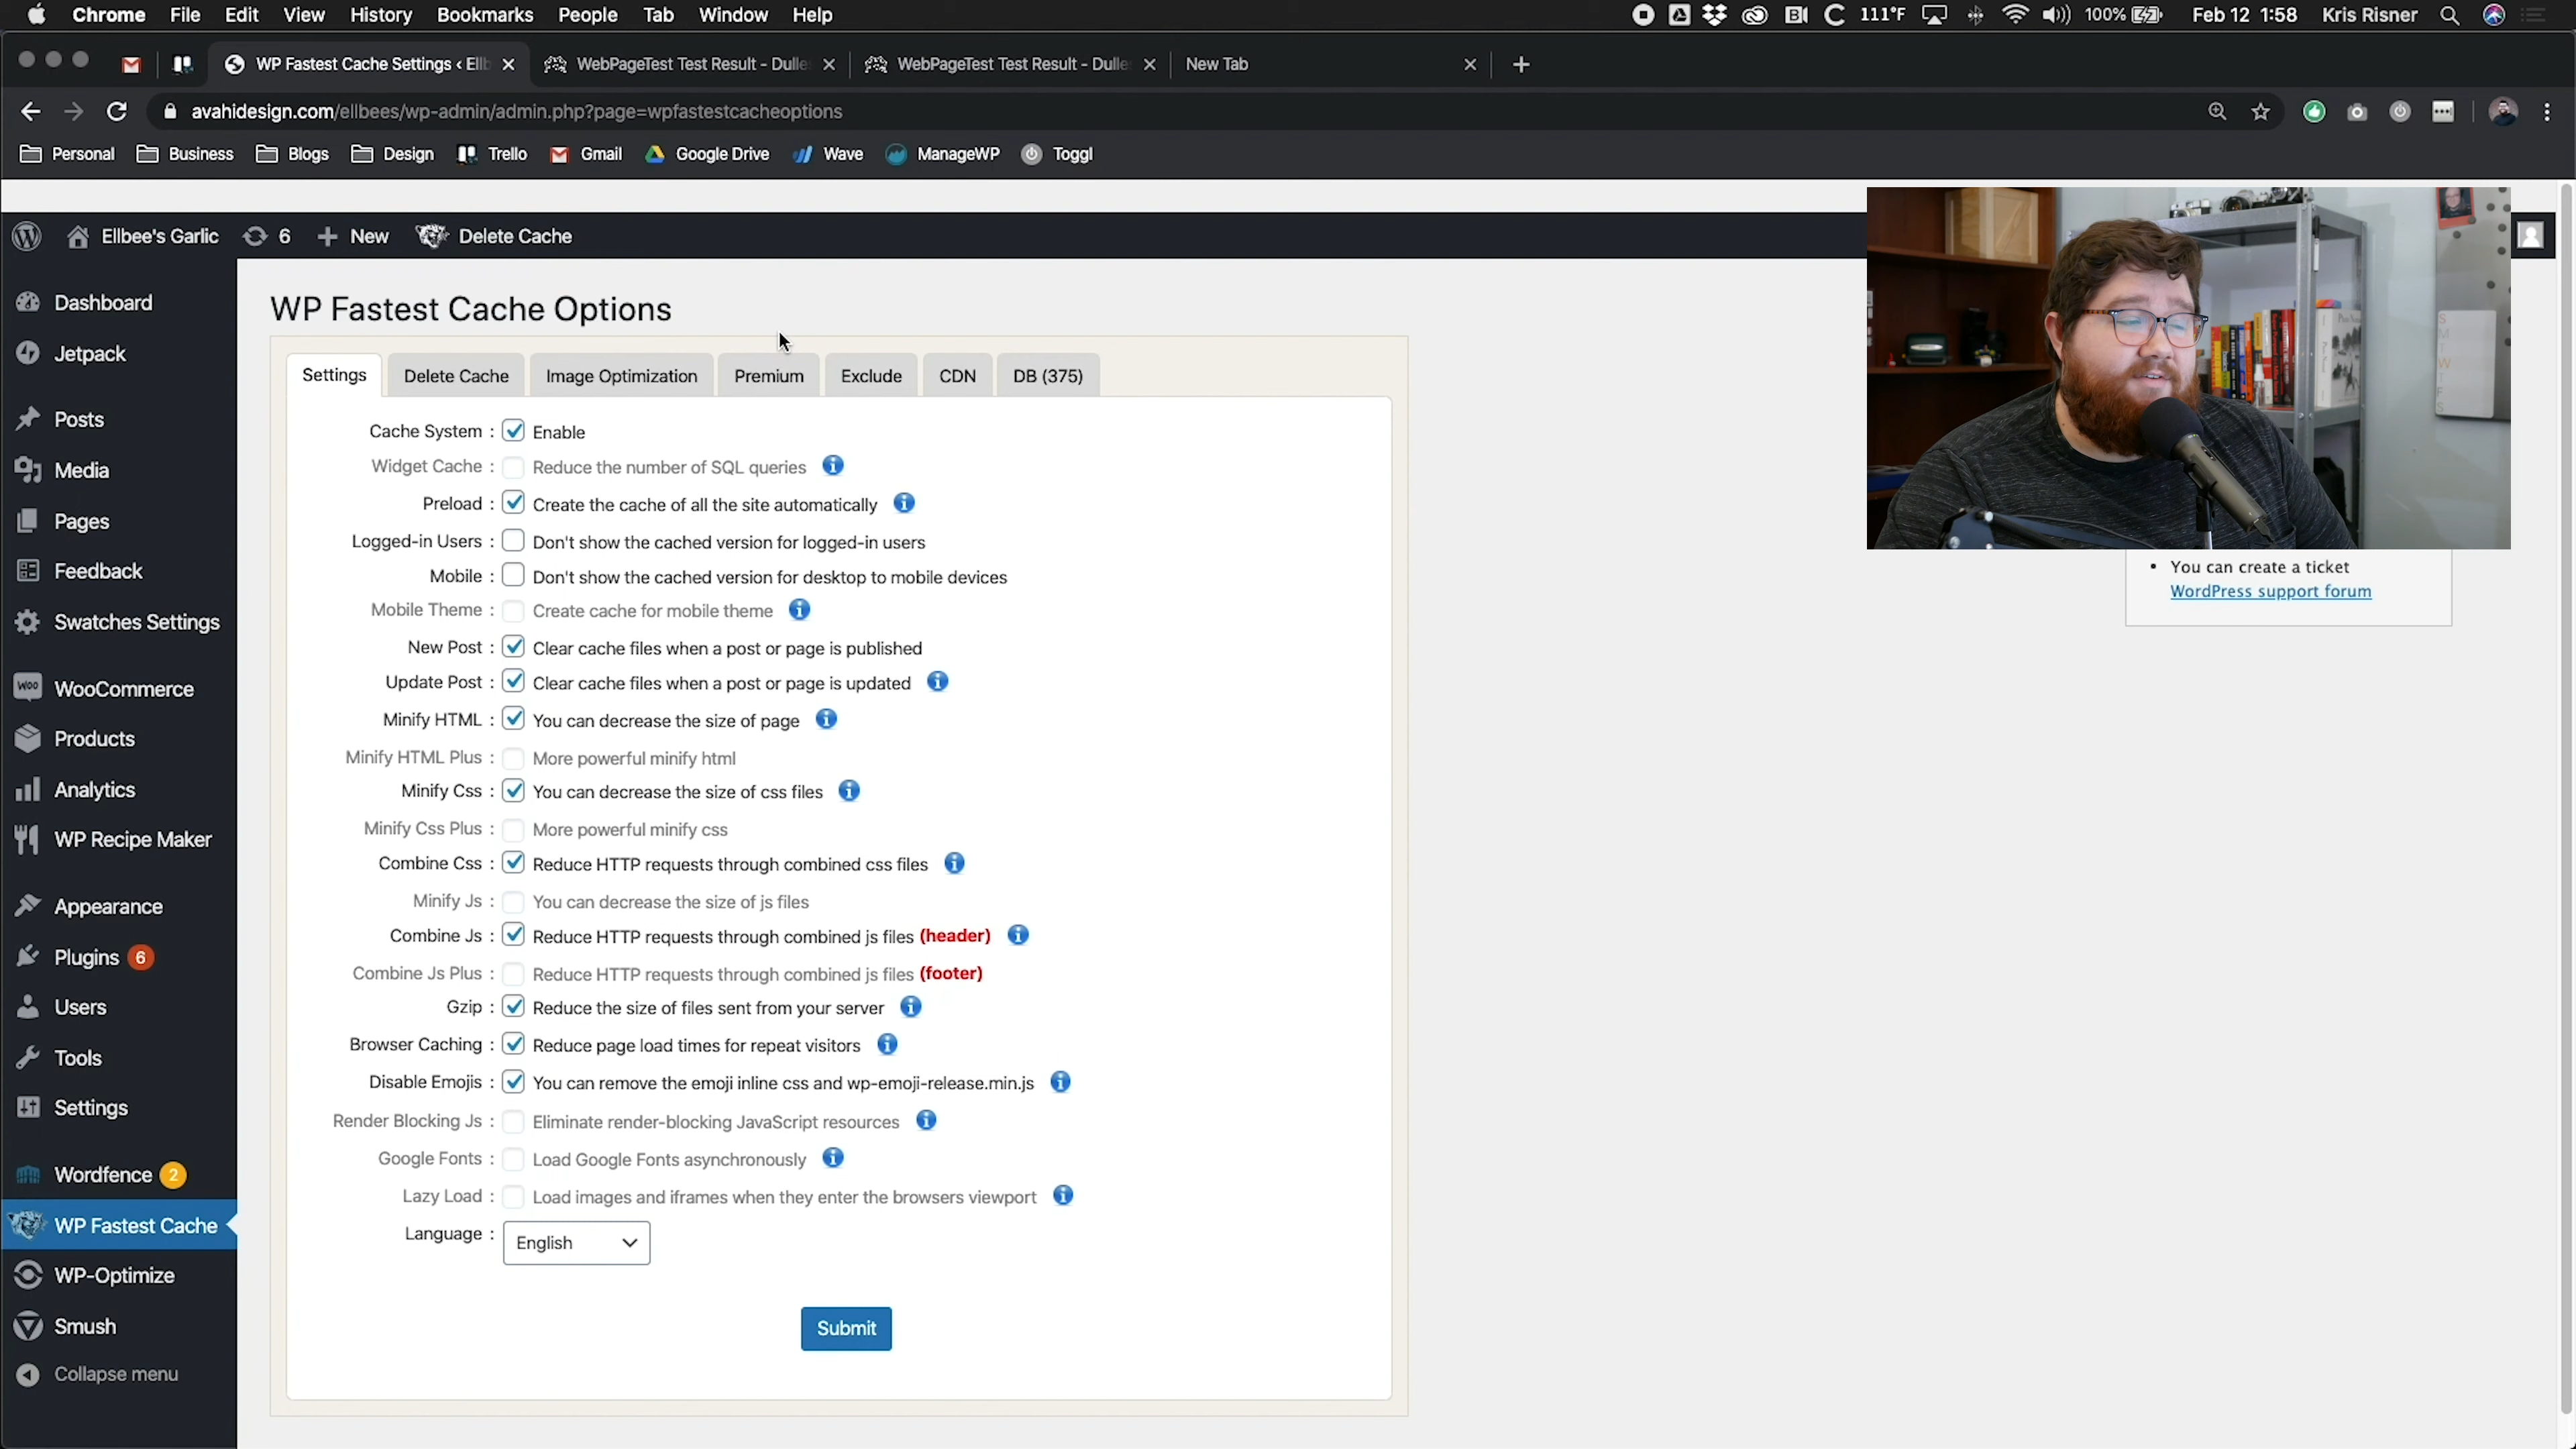 Chrome File Edit View History Bookmarks People Tab Window Help 111°F 100% Feb 12 1:58 Kris Risner
WP Fastest Cache Settings ‹ Ellb WebPageTest Test Result - Dulle WebPageTest Test Result - Dulle New Tab
avahidesign.com/ellbees/wp-admin/admin.php?page=wpfastestcacheoptions
Personal Business Blogs Design Trello Gmail Google Drive Wave ManageWP Toggl
Ellbee's Garlic 6 New Delete Cache
Dashboard
Jetpack
Posts
Media
Pages
Feedback
Swatches Settings
WooCommerce
Products
Analytics
WP Recipe Maker
Appearance
Plugins 6
Users
Tools
Settings
Wordfence 2
WP Fastest Cache
WP-Optimize
Smush
Collapse menu
WP Fastest Cache Options
Settings Delete Cache Image Optimization Premium Exclude CDN DB (375)
Cache System : Enable
Widget Cache : Reduce the number of SQL queries
Preload : Create the cache of all the site automatically
Logged-in Users : Don't show the cached version for logged-in users
Mobile : Don't show the cached version for desktop to mobile devices
Mobile Theme : Create cache for mobile theme
New Post : Clear cache files when a post or page is published
Update Post : Clear cache files when a post or page is updated
Minify HTML : You can decrease the size of page
Minify HTML Plus : More powerful minify html
Minify Css : You can decrease the size of css files
Minify Css Plus : More powerful minify css
Combine Css : Reduce HTTP requests through combined css files
Minify Js : You can decrease the size of js files
Combine Js : Reduce HTTP requests through combined js files (header)
Combine Js Plus : Reduce HTTP requests through combined js files (footer)
Gzip : Reduce the size of files sent from your server
Browser Caching : Reduce page load times for repeat visitors
Disable Emojis : You can remove the emoji inline css and wp-emoji-release.min.js
Render Blocking Js : Eliminate render-blocking JavaScript resources
Google Fonts : Load Google Fonts asynchronously
Lazy Load : Load images and iframes when they enter the browsers viewport
Language : English
Submit
• You can create a ticket
WordPress support forum